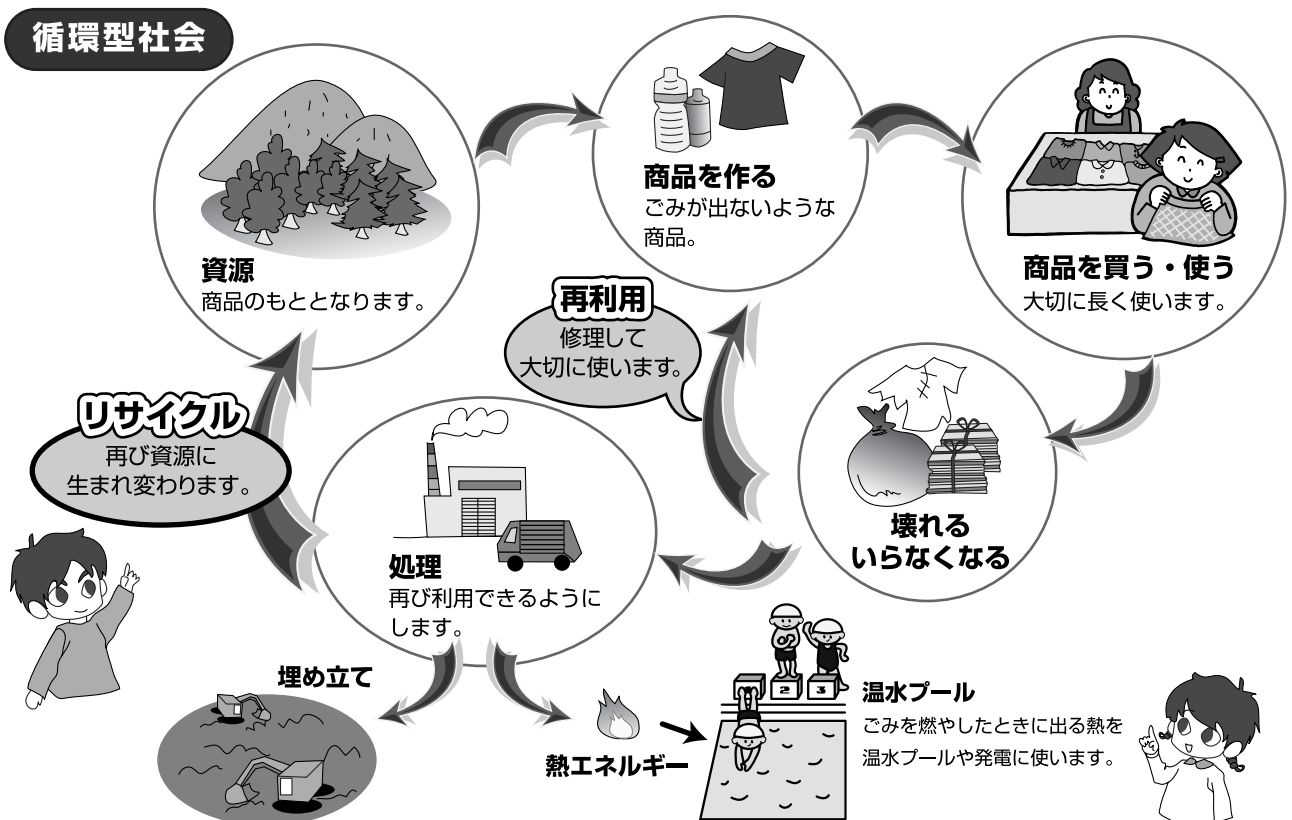 循環型社会
資源
商品のもととなります。
商品を作る
ごみが出ないような
商品。
商品を買う・使う
大切に長く使います。
再利用
修理して
大切に使います。
壊れる
いらなくなる
リサイクル
再び資源に
生まれ変わります。
処理
再び利用できるように
します。
埋め立て
熱エネルギー
2
3
温水プール
ごみを燃やしたときに出る熱を
温水プールや発電に使います。